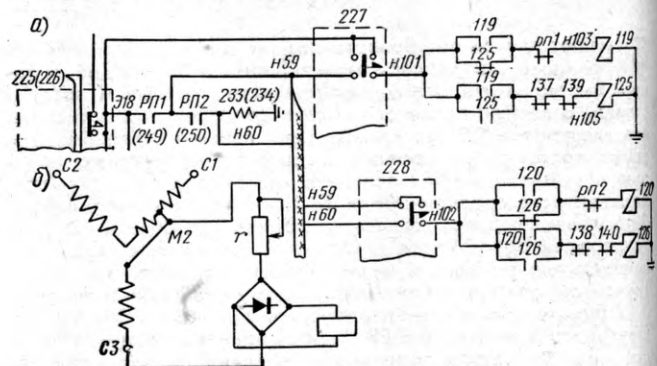 а)
227
119
125
рп1
н103
119
н59
н101
225(226)
Э18
РП1
РП2
233(234)
(249)
(250)
н60
119
125
137
139
125
н105
С2
С1
б)
М2
r
228
н59
н60
н102
120
126
рп2
120
120
126
138
140
126
С3